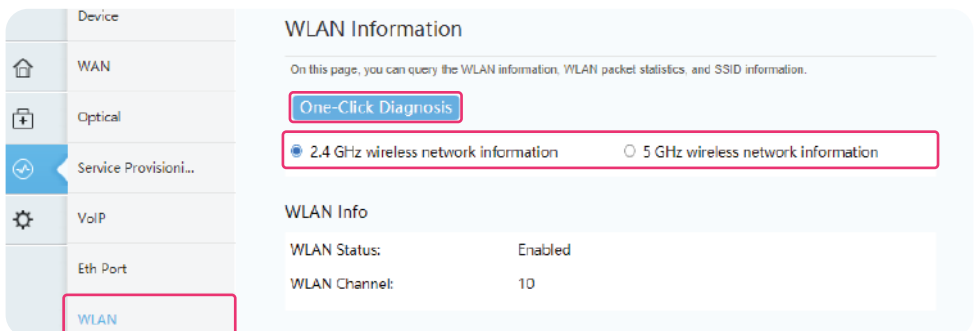 Device
WAN
Optical
Service Provisioni...
VoIP
Eth Port
WLAN
WLAN Information
On this page, you can query the WLAN information, WLAN packet statistics, and SSID information.
One-Click Diagnosis
2.4 GHz wireless network information 5 GHz wireless network information
WLAN Info
WLAN Status: Enabled
WLAN Channel: 10